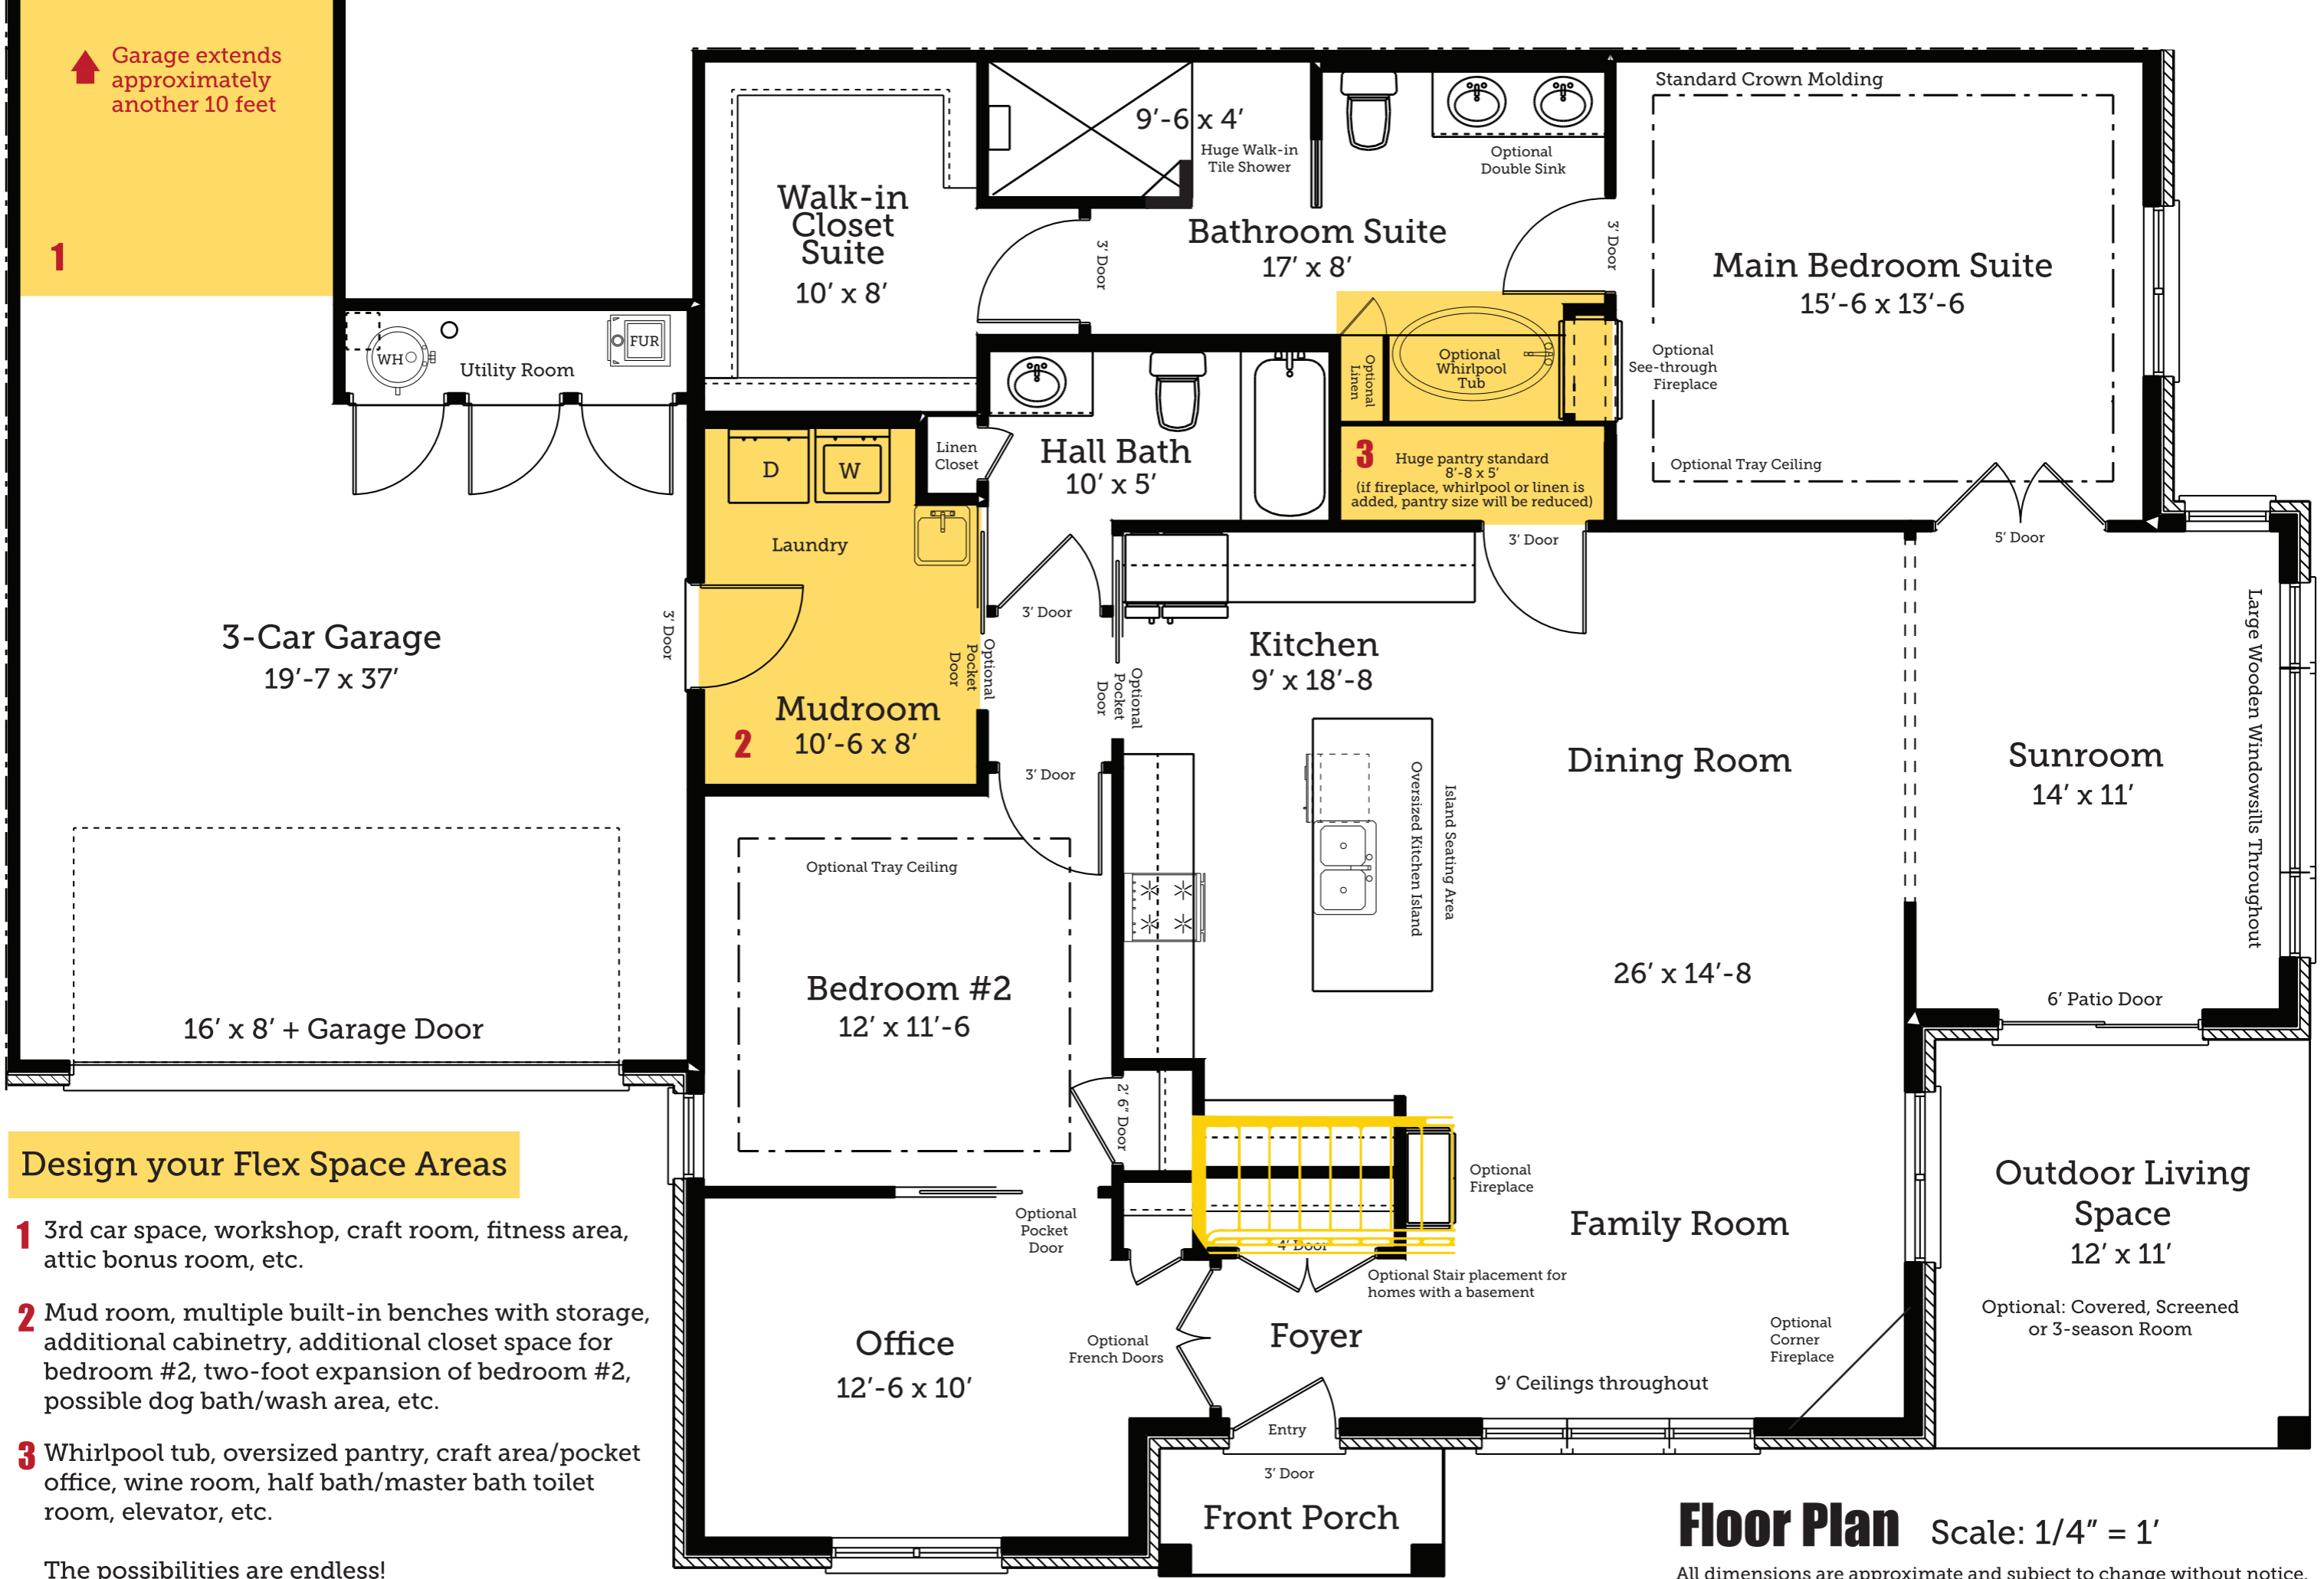 Garage extends
approximately
another 10 feet
1
WH
Utility Room
FUR
3-Car Garage
19’-7 x 37’
3’ Door
16’ x 8’ + Garage Door
Walk-in
Closet
Suite
10’ x 8’
9’-6 x 4’
Huge Walk-in
Tile Shower
3’ Door
Bathroom Suite
17’ x 8’
Optional
Double Sink
3’ Door
Standard Crown Molding
Main Bedroom Suite
15’-6 x 13’-6
Optional
See-through
Fireplace
Optional Tray Ceiling
Optional
Linen
Optional
Whirlpool
Tub
3
Huge pantry standard
8’-8 x 5’
(if fireplace, whirlpool or linen is
added, pantry size will be reduced)
3’ Door
5’ Door
D
W
Linen
Closet
Hall Bath
10’ x 5’
Laundry
3’ Door
Optional
Pocket
Door
Optional
Pocket
Door
Mudroom
10’-6 x 8’
2
3’ Door
Kitchen
9’ x 18’-8
Oversized Kitchen Island
Island Seating Area
Dining Room
26’ x 14’-8
Sunroom
14’ x 11’
Large Wooden Windowsills Throughout
6’ Patio Door
Optional Tray Ceiling
Bedroom #2
12’ x 11’-6
2’ 6” Door
Optional
Pocket
Door
Optional
Fireplace
4’ Door
Optional Stair placement for
homes with a basement
Family Room
Outdoor Living
Space
12’ x 11’
Optional: Covered, Screened
or 3-season Room
Office
12’-6 x 10’
Optional
French Doors
Foyer
Optional
Corner
Fireplace
9’ Ceilings throughout
Entry
3’ Door
Front Porch
Design your Flex Space Areas
1 3rd car space, workshop, craft room, fitness area,
attic bonus room, etc.
2 Mud room, multiple built-in benches with storage,
additional cabinetry, additional closet space for
bedroom #2, two-foot expansion of bedroom #2,
possible dog bath/wash area, etc.
3 Whirlpool tub, oversized pantry, craft area/pocket
office, wine room, half bath/master bath toilet
room, elevator, etc.
The possibilities are endless!
Floor Plan Scale: 1/4” = 1’
All dimensions are approximate and subject to change without notice.